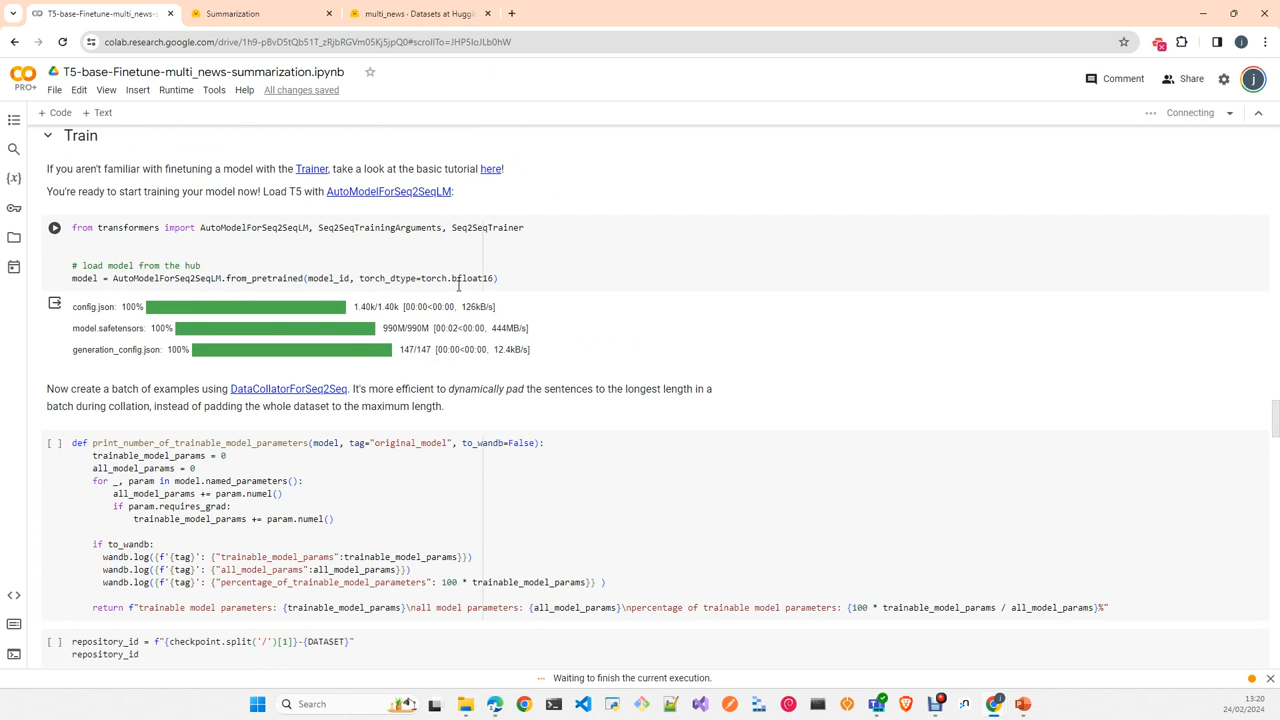 T5-base-Finetune-multi_news-s
Summarization
multi_news · Datasets at Huggi
colab.research.google.com/drive/1h9-pBvD5tQb51T_zRjbRGVm05Kj5jpQ0#scrollTo=JHP5IoJLb0hW
T5-base-Finetune-multi_news-summarization.ipynb
Comment
Share
PRO+
File Edit View Insert Runtime Tools Help All changes saved
+ Code + Text
Connecting
Train
If you aren't familiar with finetuning a model with the Trainer, take a look at the basic tutorial here!
You're ready to start training your model now! Load T5 with AutoModelForSeq2SeqLM:
from transformers import AutoModelForSeq2SeqLM, Seq2SeqTrainingArguments, Seq2SeqTrainer
# load model from the hub
model = AutoModelForSeq2SeqLM.from_pretrained(model_id, torch_dtype=torch.bfloat16)
config.json: 100% 1.40k/1.40k [00:00<00:00, 126kB/s]
model.safetensors: 100% 990M/990M [00:02<00:00, 444MB/s]
generation_config.json: 100% 147/147 [00:00<00:00, 12.4kB/s]
Now create a batch of examples using DataCollatorForSeq2Seq. It's more efficient to dynamically pad the sentences to the longest length in a
batch during collation, instead of padding the whole dataset to the maximum length.
[ ] def print_number_of_trainable_model_parameters(model, tag="original_model", to_wandb=False):
trainable_model_params = 0
all_model_params = 0
for _, param in model.named_parameters():
all_model_params += param.numel()
if param.requires_grad:
trainable_model_params += param.numel()
if to_wandb:
wandb.log({f'{tag}': {"trainable_model_params":trainable_model_params}})
wandb.log({f'{tag}': {"all_model_params":all_model_params}})
wandb.log({f'{tag}': {"percentage_of_trainable_model_parameters": 100 * trainable_model_params}} )
return f"trainable model parameters: {trainable_model_params}\nall model parameters: {all_model_params}\npercentage of trainable model parameters: {100 * trainable_model_params / all_model_params}%"
[ ] repository_id = f"{checkpoint.split('/')[1]}-{DATASET}"
repository_id
Waiting to finish the current execution.
Search
13:20
24/02/2024